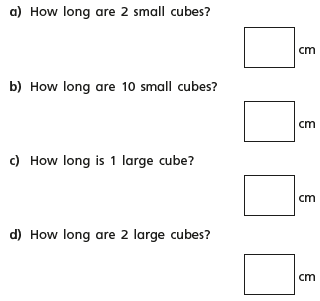 a) How long are 2 small cubes?
cm
b) How long are 10 small cubes?
cm
c) How long is 1 large cube?
cm
d) How long are 2 large cubes?
cm